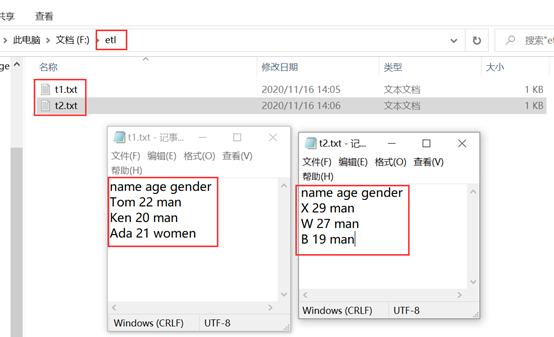 共享 查看
此电脑 文档 (F:) etl 搜索"e
名称 修改日期 类型 大小
t1.txt 2020/11/16 14:05 文本文档 1 KB
t2.txt 2020/11/16 14:06 文本文档 1 KB
t1.txt - 记事...
文件(F) 编辑(E) 格式(O) 查看(V)
帮助(H)
name age gender
Tom 22 man
Ken 20 man
Ada 21 women
Windows (CRLF) UTF-8
t2.txt - 记...
文件(F) 编辑(E) 格式(O) 查看(V)
帮助(H)
name age gender
X 29 man
W 27 man
B 19 man
Windows (CRLF) UTF-8